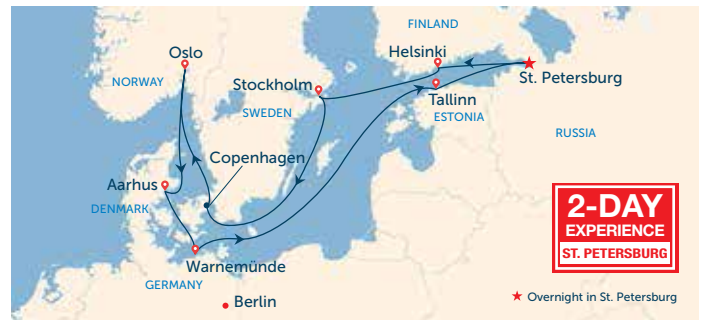 FINLAND
Oslo
Helsinki
St. Petersburg
NORWAY
Stockholm
Tallinn
SWEDEN
ESTONIA
RUSSIA
Copenhagen
Aarhus
DENMARK
2-DAY
EXPERIENCE
ST. PETERSBURG
Warnemünde
GERMANY
Berlin
Overnight in St. Petersburg